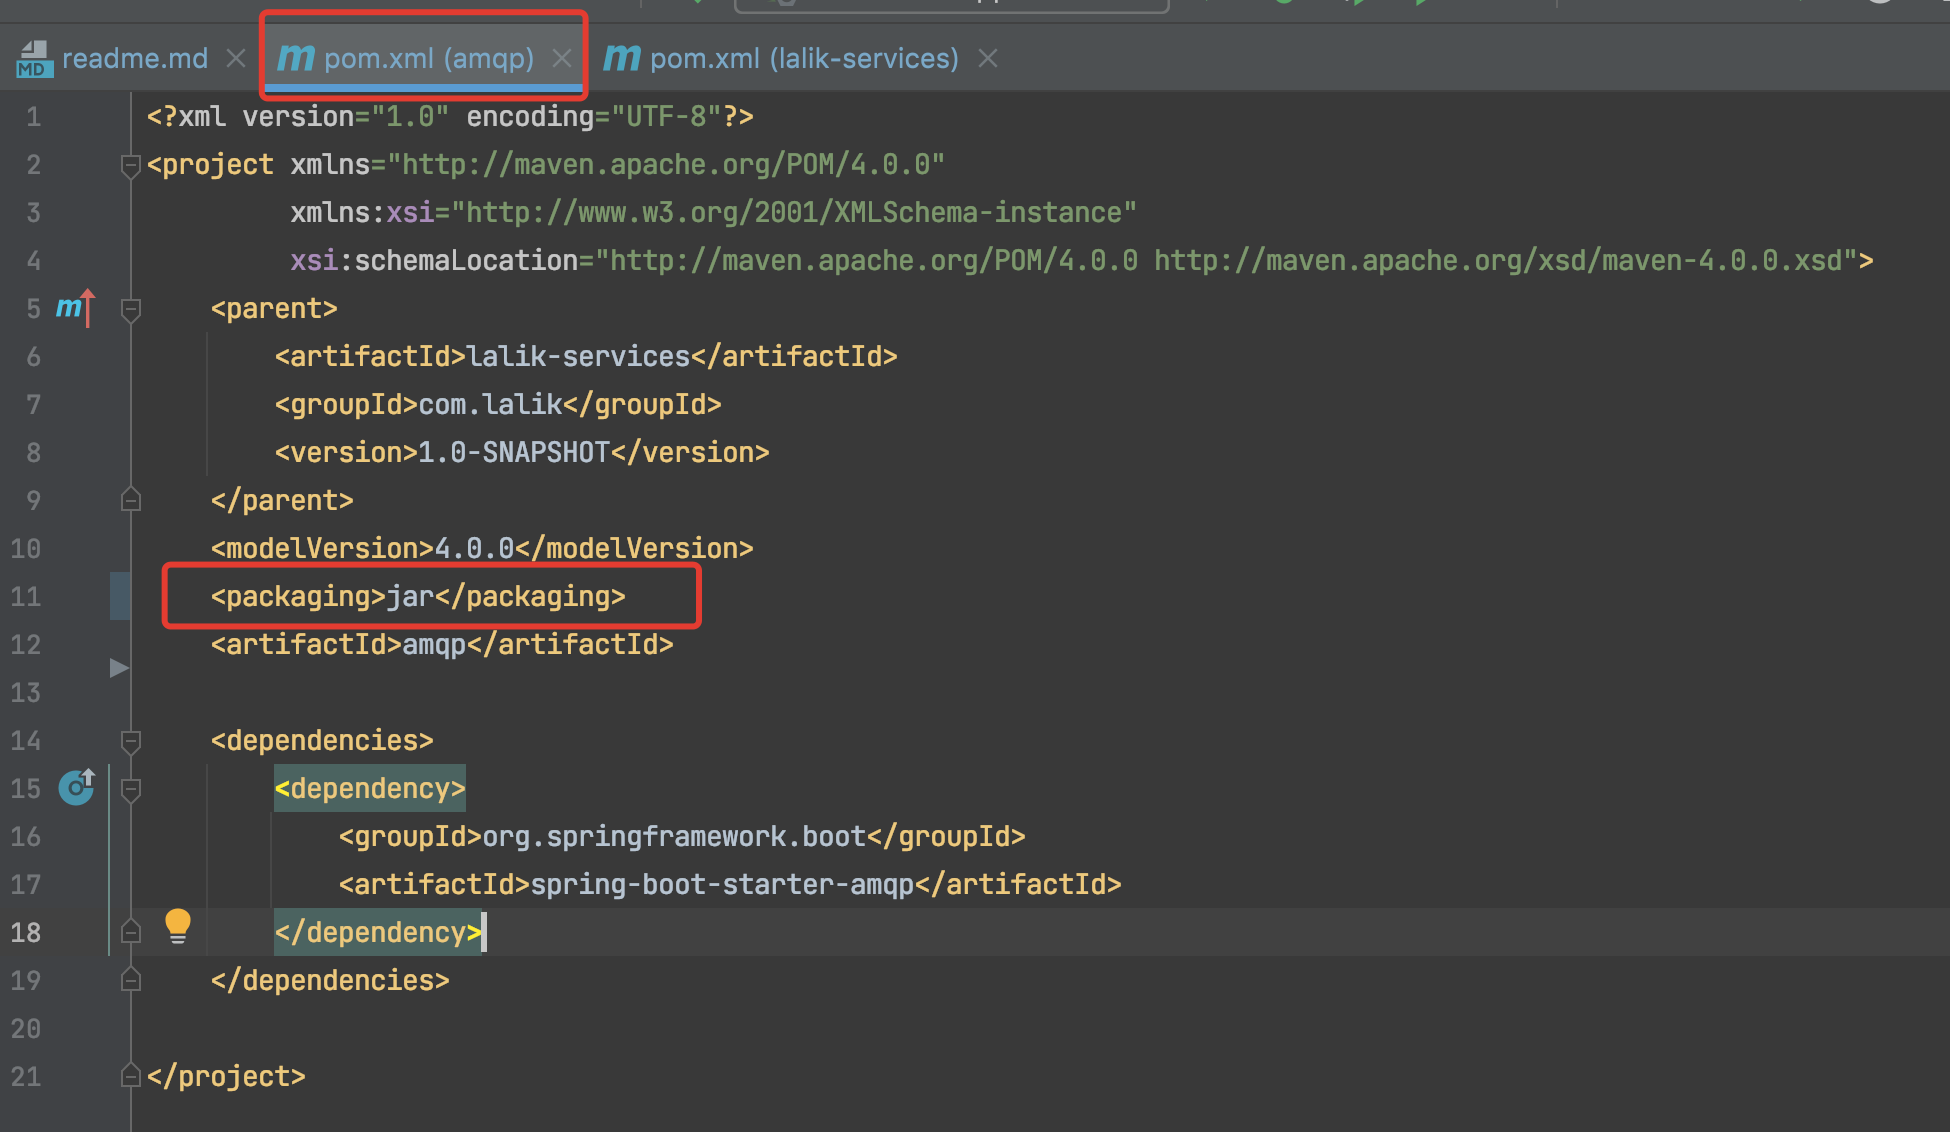 MD readme.md m pom.xml (amqp) m pom.xml (lalik-services)
1 <?xml version="1.0" encoding="UTF-8"?>
2 <project xmlns="http://maven.apache.org/POM/4.0.0"
3 xmlns:xsi="http://www.w3.org/2001/XMLSchema-instance"
4 xsi:schemaLocation="http://maven.apache.org/POM/4.0.0 http://maven.apache.org/xsd/maven-4.0.0.xsd">
5 m <parent>
6 <artifactId>lalik-services</artifactId>
7 <groupId>com.lalik</groupId>
8 <version>1.0-SNAPSHOT</version>
9 </parent>
10 <modelVersion>4.0.0</modelVersion>
11 <packaging>jar</packaging>
12 <artifactId>amqp</artifactId>
13
14 <dependencies>
15 <dependency>
16 <groupId>org.springframework.boot</groupId>
17 <artifactId>spring-boot-starter-amqp</artifactId>
18 </dependency>
19 </dependencies>
20
21 </project>